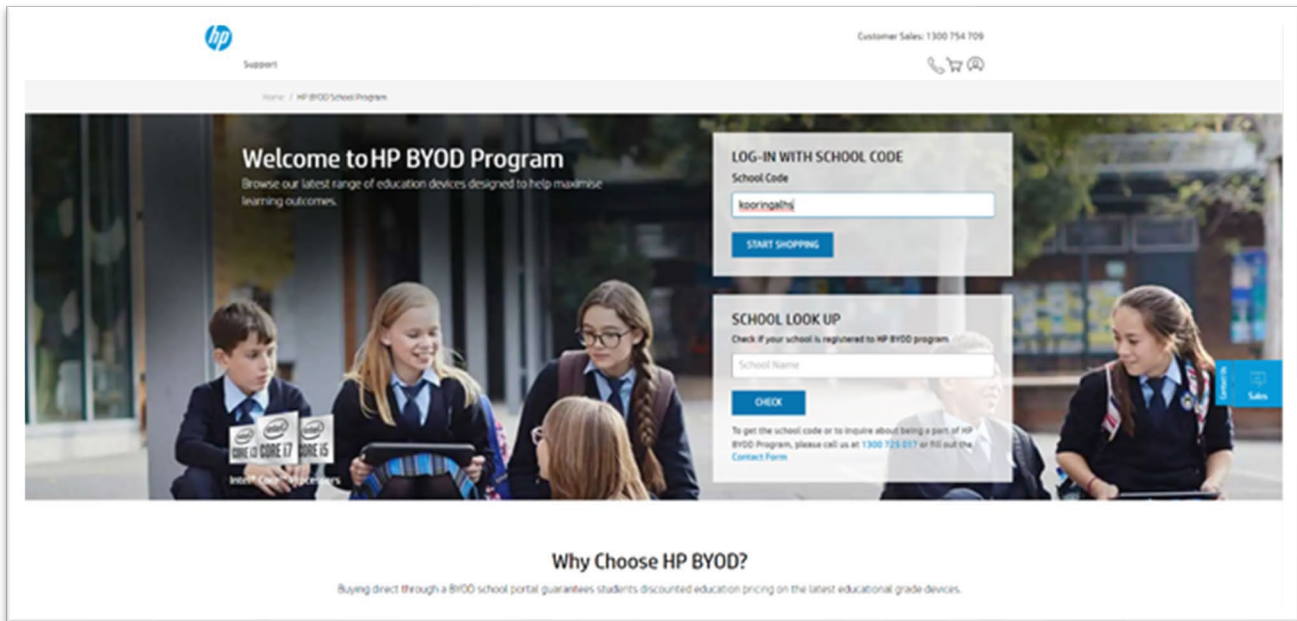 hp
Customer Sales: 1300 754 709
Support
Home / HP BYOD School Program
Welcome to HP BYOD Program
Browse our latest range of education devices designed to help maximise
learning outcomes.
LOG-IN WITH SCHOOL CODE
School Code
kooringalhs
START SHOPPING
SCHOOL LOOK UP
Check if your school is registered to HP BYOD program
School Name
CHECK
To get the school code or to inquire about being a part of HP
BYOD Program, please call us at 1300 725 017 or fill out the
Contact Form
Contact Us
Sales
intel intel intel
CORE i3 CORE i7 CORE i5
Intel® Core™ Processors
Why Choose HP BYOD?
Buying direct through a BYOD school portal guarantees students discounted education pricing on the latest educational grade devices.